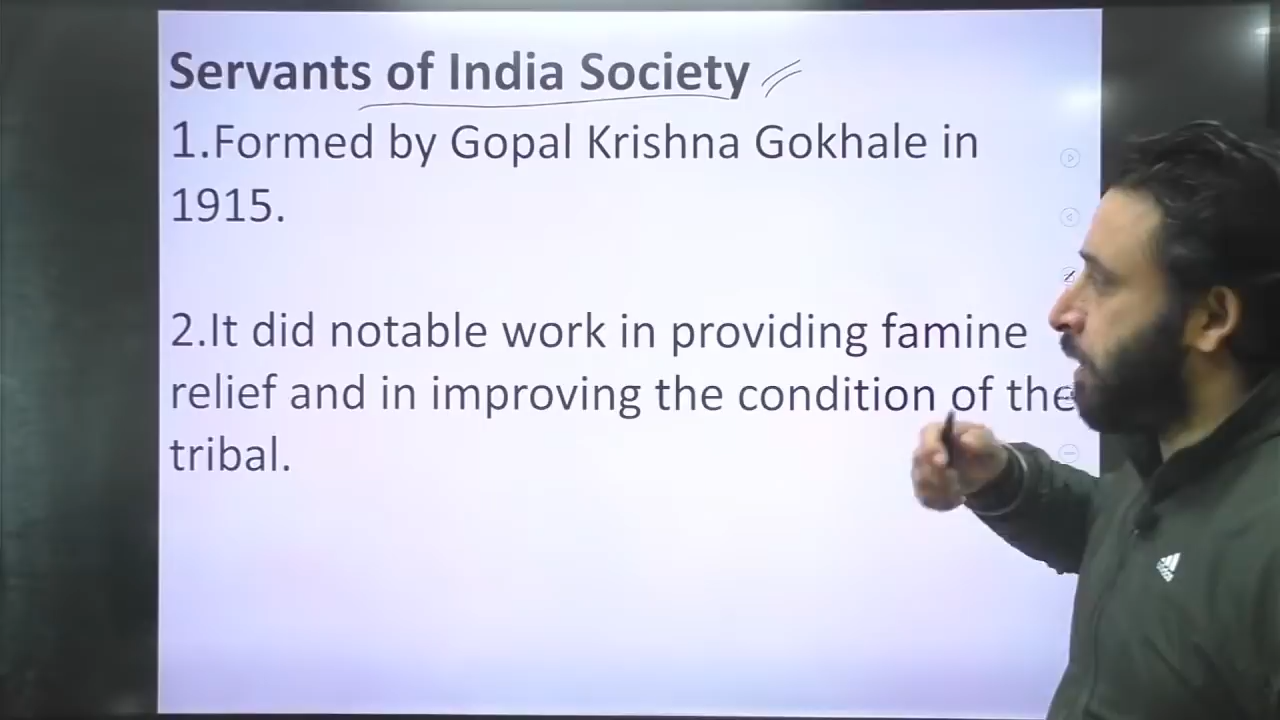 Servants of India Society
1.Formed by Gopal Krishna Gokhale in
1915.
2.It did notable work in providing famine
relief and in improving the condition of the
tribal.
adidas